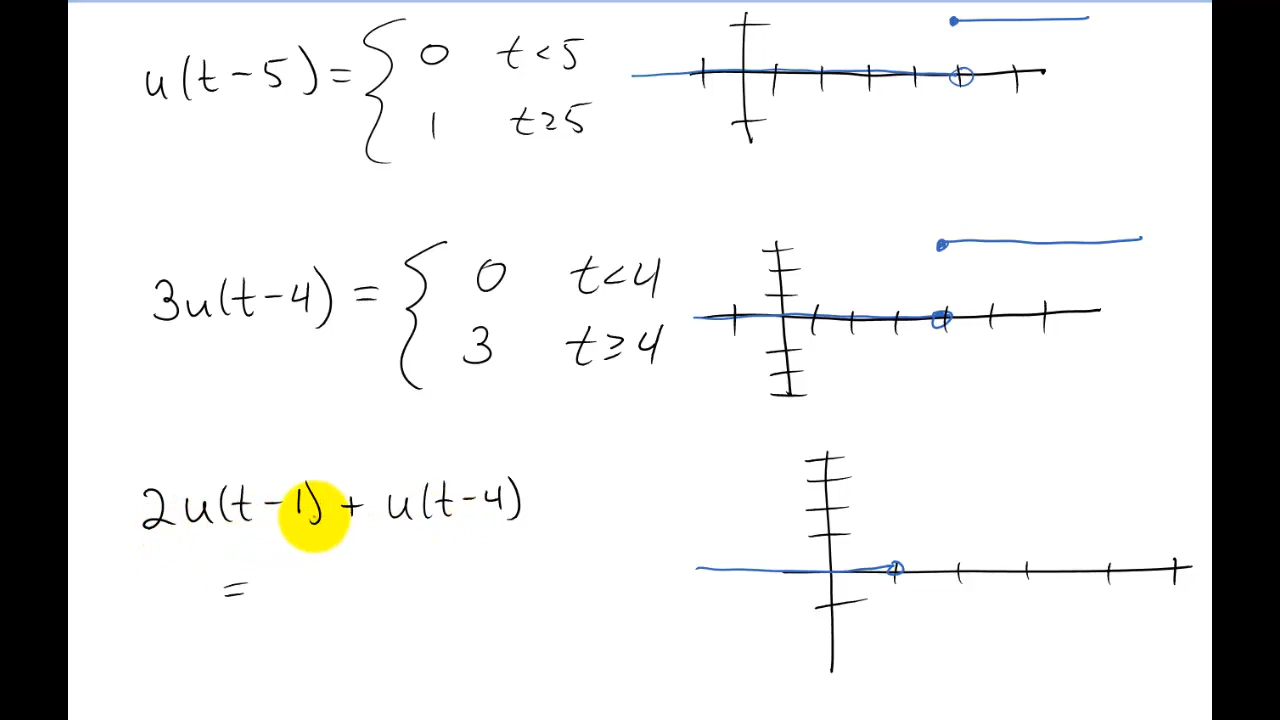 u(t-5) = { 0 t<5
1 t≥5
3u(t-4) = { 0 t<4
3 t≥4
2u(t-1) + u(t-4)
=